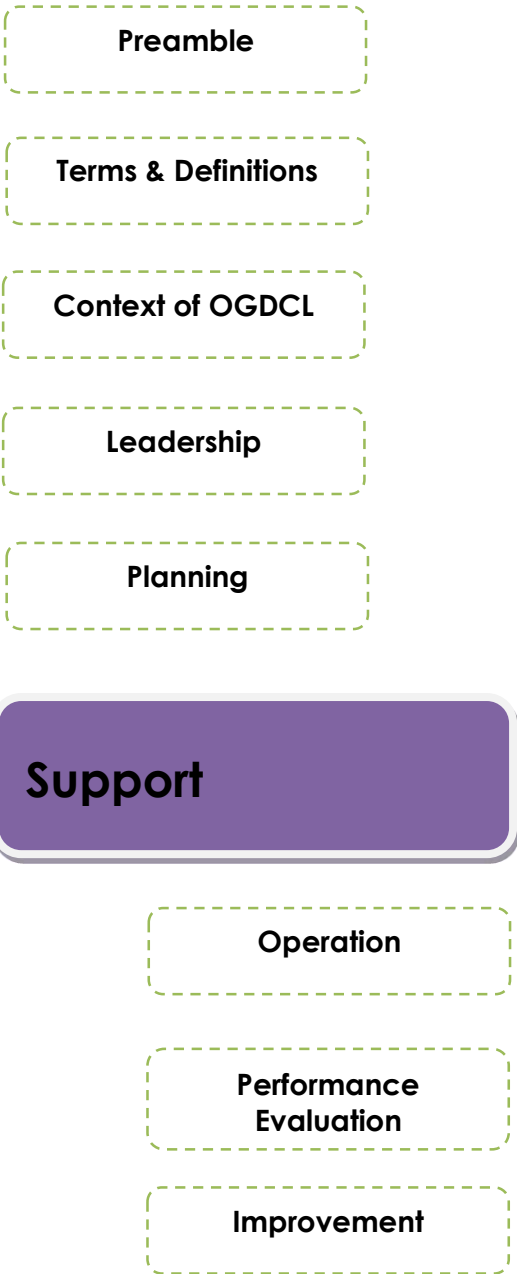 Preamble
Terms & Definitions
Context of OGDCL
Leadership
Planning
Support
Operation
Performance
Evaluation
Improvement